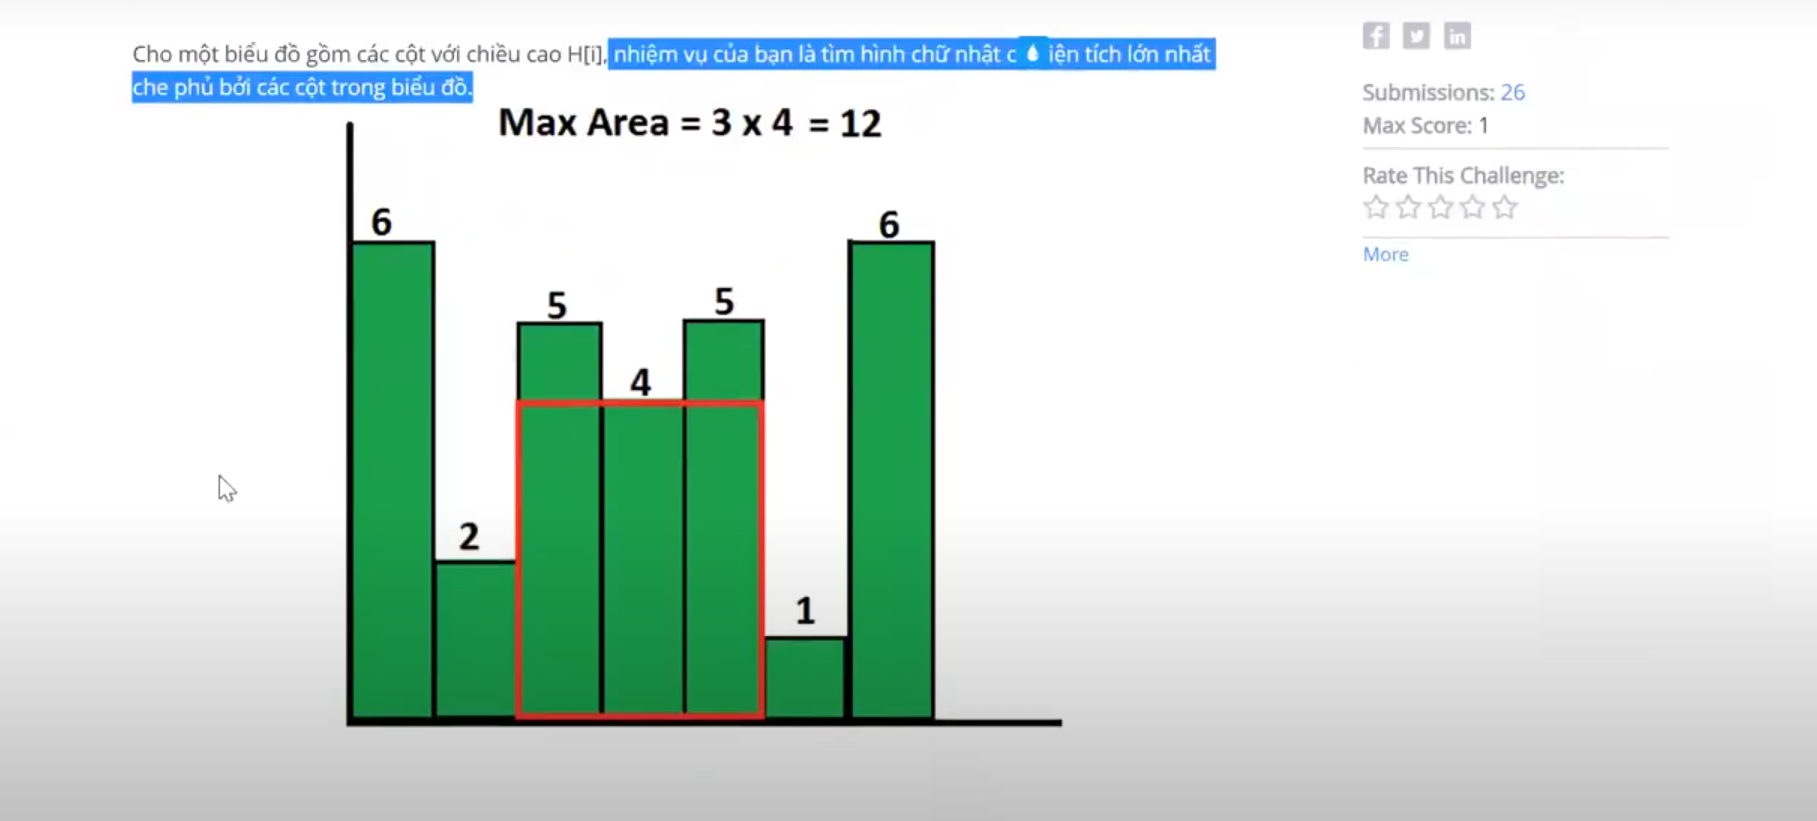 Cho một biểu đồ gồm các cột với chiều cao H[i], nhiệm vụ của bạn là tìm hình chữ nhật c iện tích lớn nhất
che phủ bởi các cột trong biểu đồ.
Max Area = 3 x 4 = 12
6
2
5
4
5
1
6
Submissions: 26
Max Score: 1
Rate This Challenge:
More